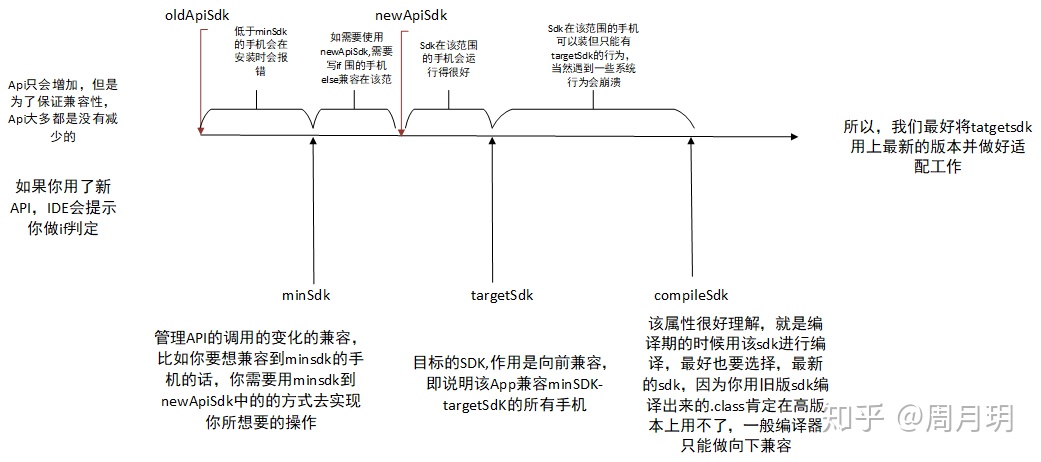 oldApiSdk
newApiSdk
低于minSdk
的手机会在
安装时会报
错
如需要使用
newApiSdk,需要
写if 围的手机
else兼容在该范
Sdk在该范围
的手机会运
行得很好
Sdk在该范围的手机
可以装但只能有
targetSdk的行为，
当然遇到一些系统
行为会崩溃
Api只会增加，但是
为了保证兼容性，
Api大多都是没有减
少的
所以，我们最好将tatgetsdk
用上最新的版本并做好适
配工作
如果你用了新
API，IDE会提示
你做if判定
minSdk
targetSdk
compileSdk
管理API的调用的变化的兼容，
比如你要想兼容到minsdk的手
机的话，你需要用minsdk到
newApiSdk中的的方式去实现
你所想要的操作
目标的SDK,作用是向前兼容，
即说明该App兼容minSDK-
targetSdK的所有手机
该属性很好理解，就是编
译期的时候用该sdk进行编
译，最好也要选择，最新
的sdk，因为你用旧版sdk编
译出来的.class肯定在高版
本上用不了，一般编译器
只能做向下兼容
知乎 @周月玥